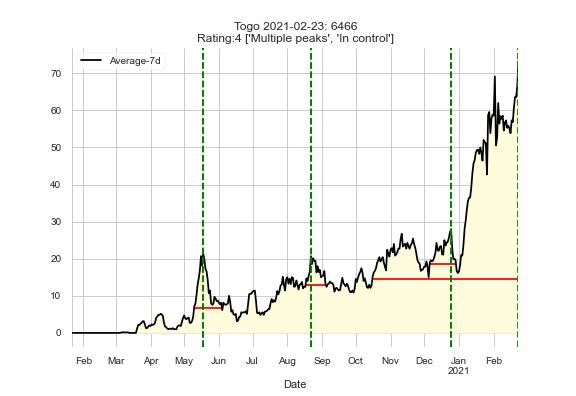 Togo 2021-02-23: 6466
Rating:4 ['Multiple peaks', 'In control']
Average-7d
70
60
50
40
30
20
10
0
Feb Mar Apr May Jun Jul Aug Sep Oct Nov Dec Jan Feb
2021
Date